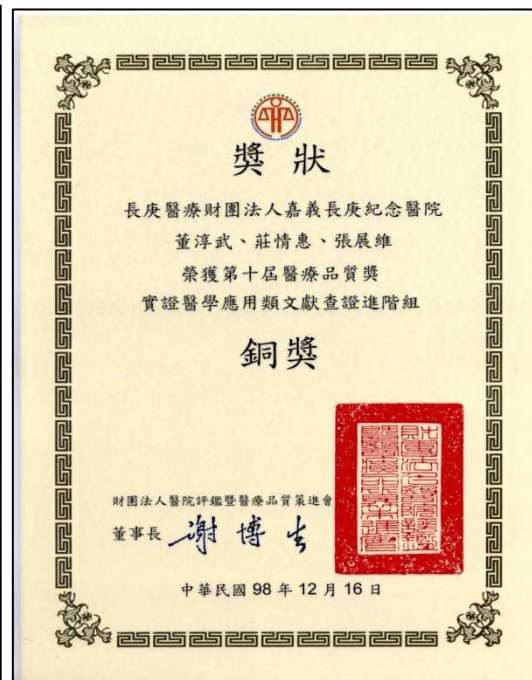 獎狀
長庚醫療財團法人嘉義長庚紀念醫院
董淳武、莊情惠、張展維
榮獲第十屆醫療品質獎
實證醫學應用類文獻查證進階組
銅獎
財團法人醫院評鑑暨醫療品質策進會
董事長 謝博生
中華民國 98 年 12 月 16 日